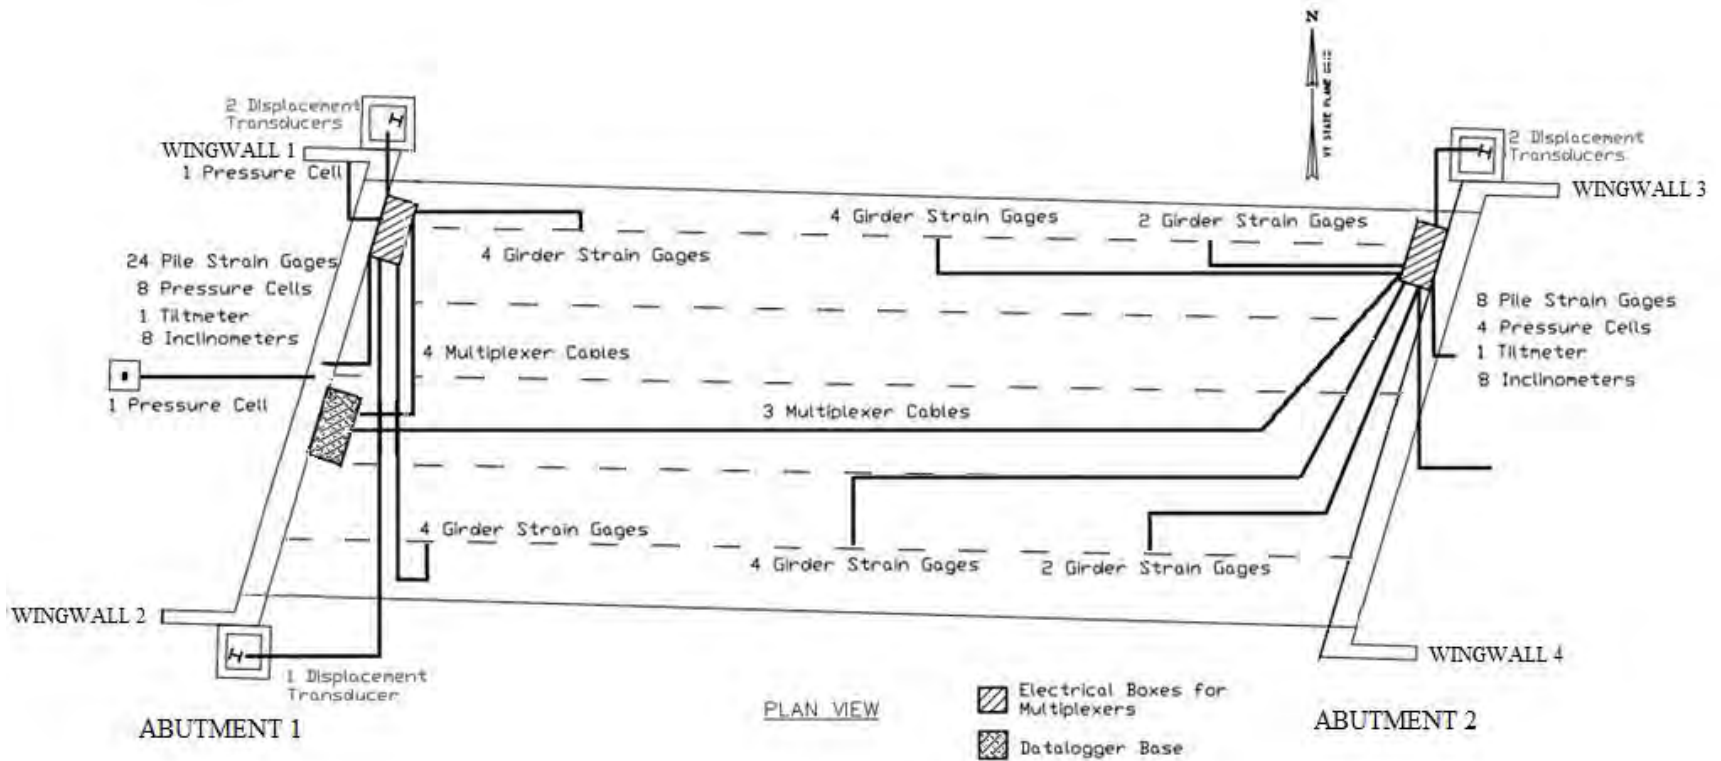 N
2 Displacement
Transducers
WINGWALL 1
1 Pressure Cell
2 Displacement
Transducers
WINGWALL 3
4 Girder Strain Gages
4 Girder Strain Gages
2 Girder Strain Gages
24 Pile Strain Gages
8 Pressure Cells
1 Tiltmeter
8 Inclinometers
8 Pile Strain Gages
4 Pressure Cells
1 Tiltmeter
8 Inclinometers
4 Multiplexer Cables
1 Pressure Cell
3 Multiplexer Cables
4 Girder Strain Gages
4 Girder Strain Gages
2 Girder Strain Gages
WINGWALL 2
WINGWALL 4
1 Displacement
Transducer
ABUTMENT 1
PLAN VIEW
Electrical Boxes for
Multiplexers
Datalogger Base
ABUTMENT 2
H
H
H
VT STATE PLANE